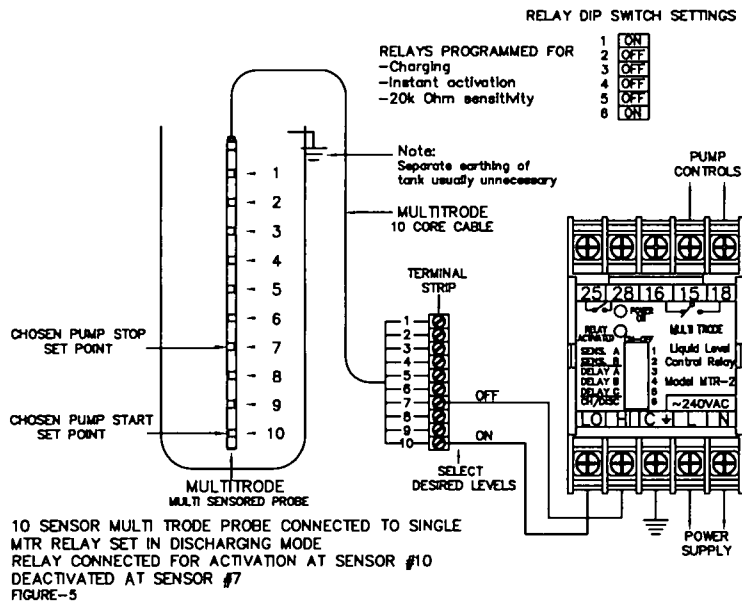 RELAY DIP SWITCH SETTINGS
1 ON
2 OFF
3 OFF
4 OFF
5 OFF
6 ON
RELAYS PROGRAMMED FOR
-Charging
-Instant activation
-20k Ohm sensitivity
Note:
Separate earthing of
tank usually unnecessary
MULTITRODE
10 CORE CABLE
PUMP
CONTROLS
1
2
3
4
5
6
7
8
9
10
CHOSEN PUMP STOP
SET POINT
CHOSEN PUMP START
SET POINT
MULTITRODE
MULTI SENSORED PROBE
TERMINAL
STRIP
1
2
3
4
5
6
7
8
9
10
OFF
ON
SELECT
DESIRED LEVELS
25 28 16 15 18
POWER
ON
RELAY
ACTIVATED
ON-OFF
MULTI TRODE
Liquid Level
Control Relay
Model MTR-2
SENS. A 1
SENS. B 2
DELAY A 3
DELAY B 4
DELAY C 5
CH/DISC 6
~240VAC
LO HI C L N
POWER
SUPPLY
10 SENSOR MULTI TRODE PROBE CONNECTED TO SINGLE
MTR RELAY SET IN DISCHARGING MODE
RELAY CONNECTED FOR ACTIVATION AT SENSOR #10
DEACTIVATED AT SENSOR #7
FIGURE-5